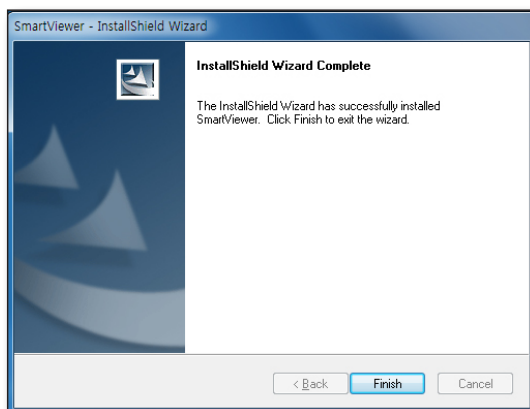 SmartViewer - InstallShield Wizard
InstallShield Wizard Complete
The InstallShield Wizard has successfully installed
SmartViewer. Click Finish to exit the wizard.
< Back
Finish
Cancel